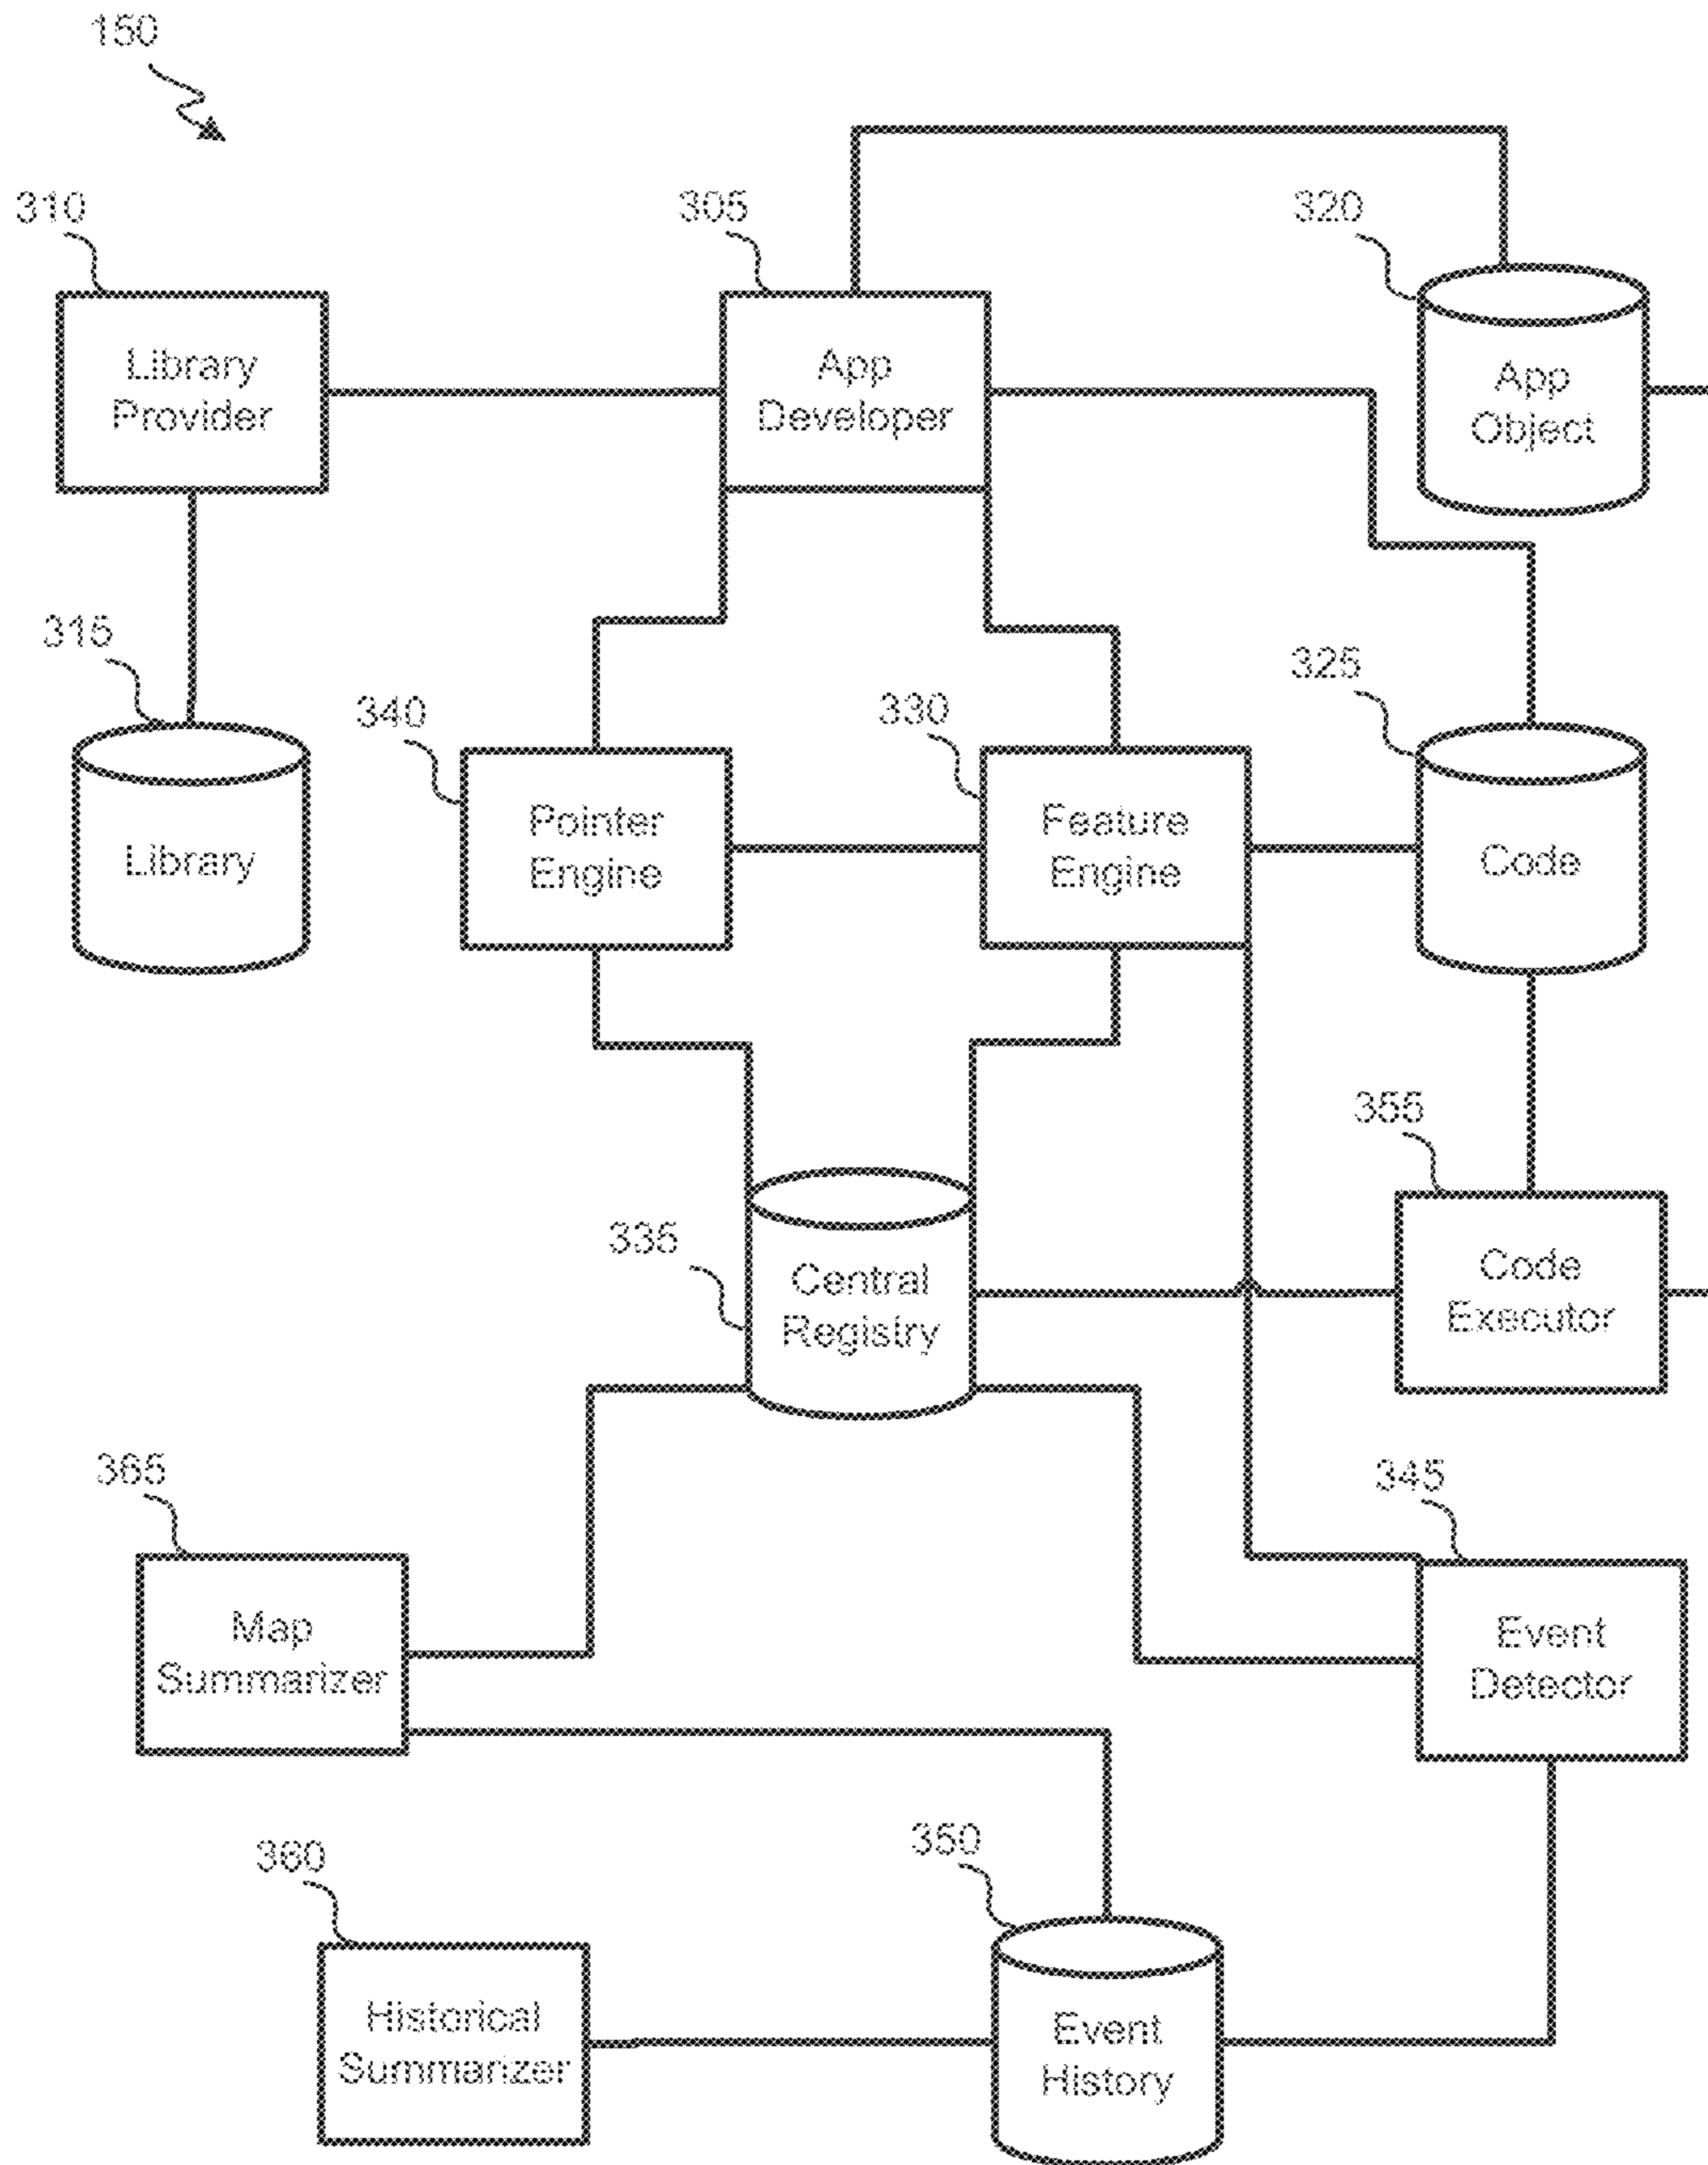 150
310
305
320
Library
Provider
App
Developer
App
Object
315
340
330
325
Library
Pointer
Engine
Feature
Engine
Code
355
335
Central
Registry
Code
Executor
365
345
Map
Summarizer
Event
Detector
360
350
Historical
Summarizer
Event
History